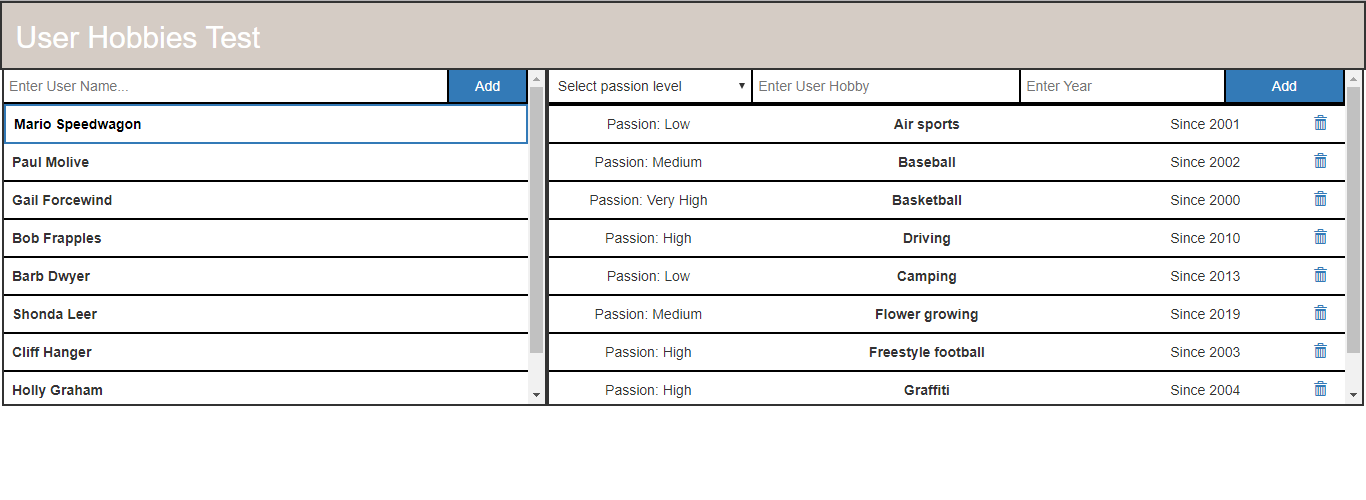 User Hobbies Test
Enter User Name... Add
Select passion level Enter User Hobby Enter Year Add
Mario Speedwagon
Paul Molive
Gail Forcewind
Bob Frapples
Barb Dwyer
Shonda Leer
Cliff Hanger
Holly Graham
Passion: Low Air sports Since 2001
Passion: Medium Baseball Since 2002
Passion: Very High Basketball Since 2000
Passion: High Driving Since 2010
Passion: Low Camping Since 2013
Passion: Medium Flower growing Since 2019
Passion: High Freestyle football Since 2003
Passion: High Graffiti Since 2004